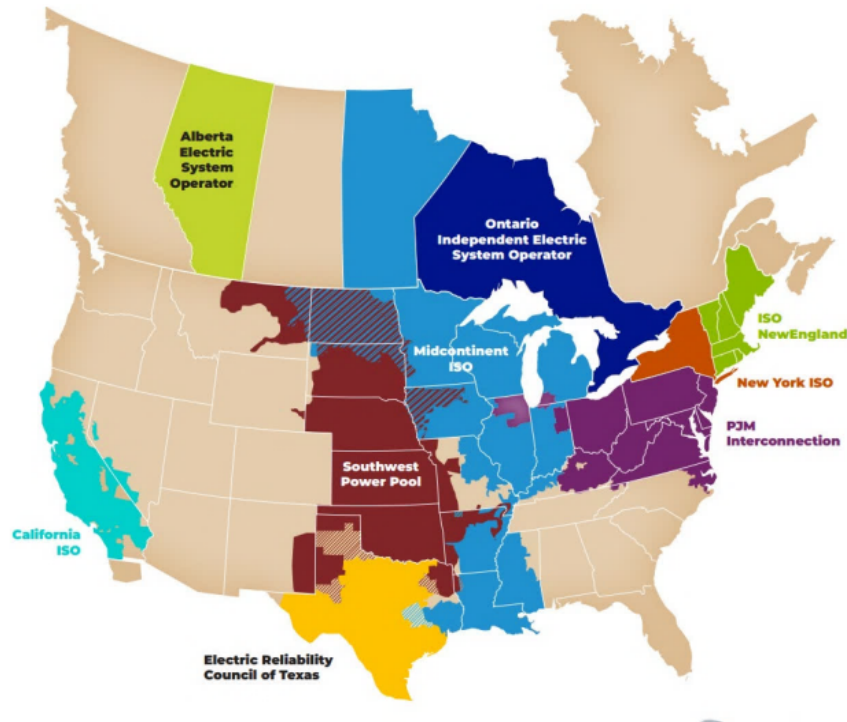 Alberta
Electric
System
Operator
Ontario
Independent Electric
System Operator
Midcontinent
ISO
ISO
NewEngland
New York ISO
PJM
Interconnection
Southwest
Power Pool
California
ISO
Electric Reliability
Council of Texas